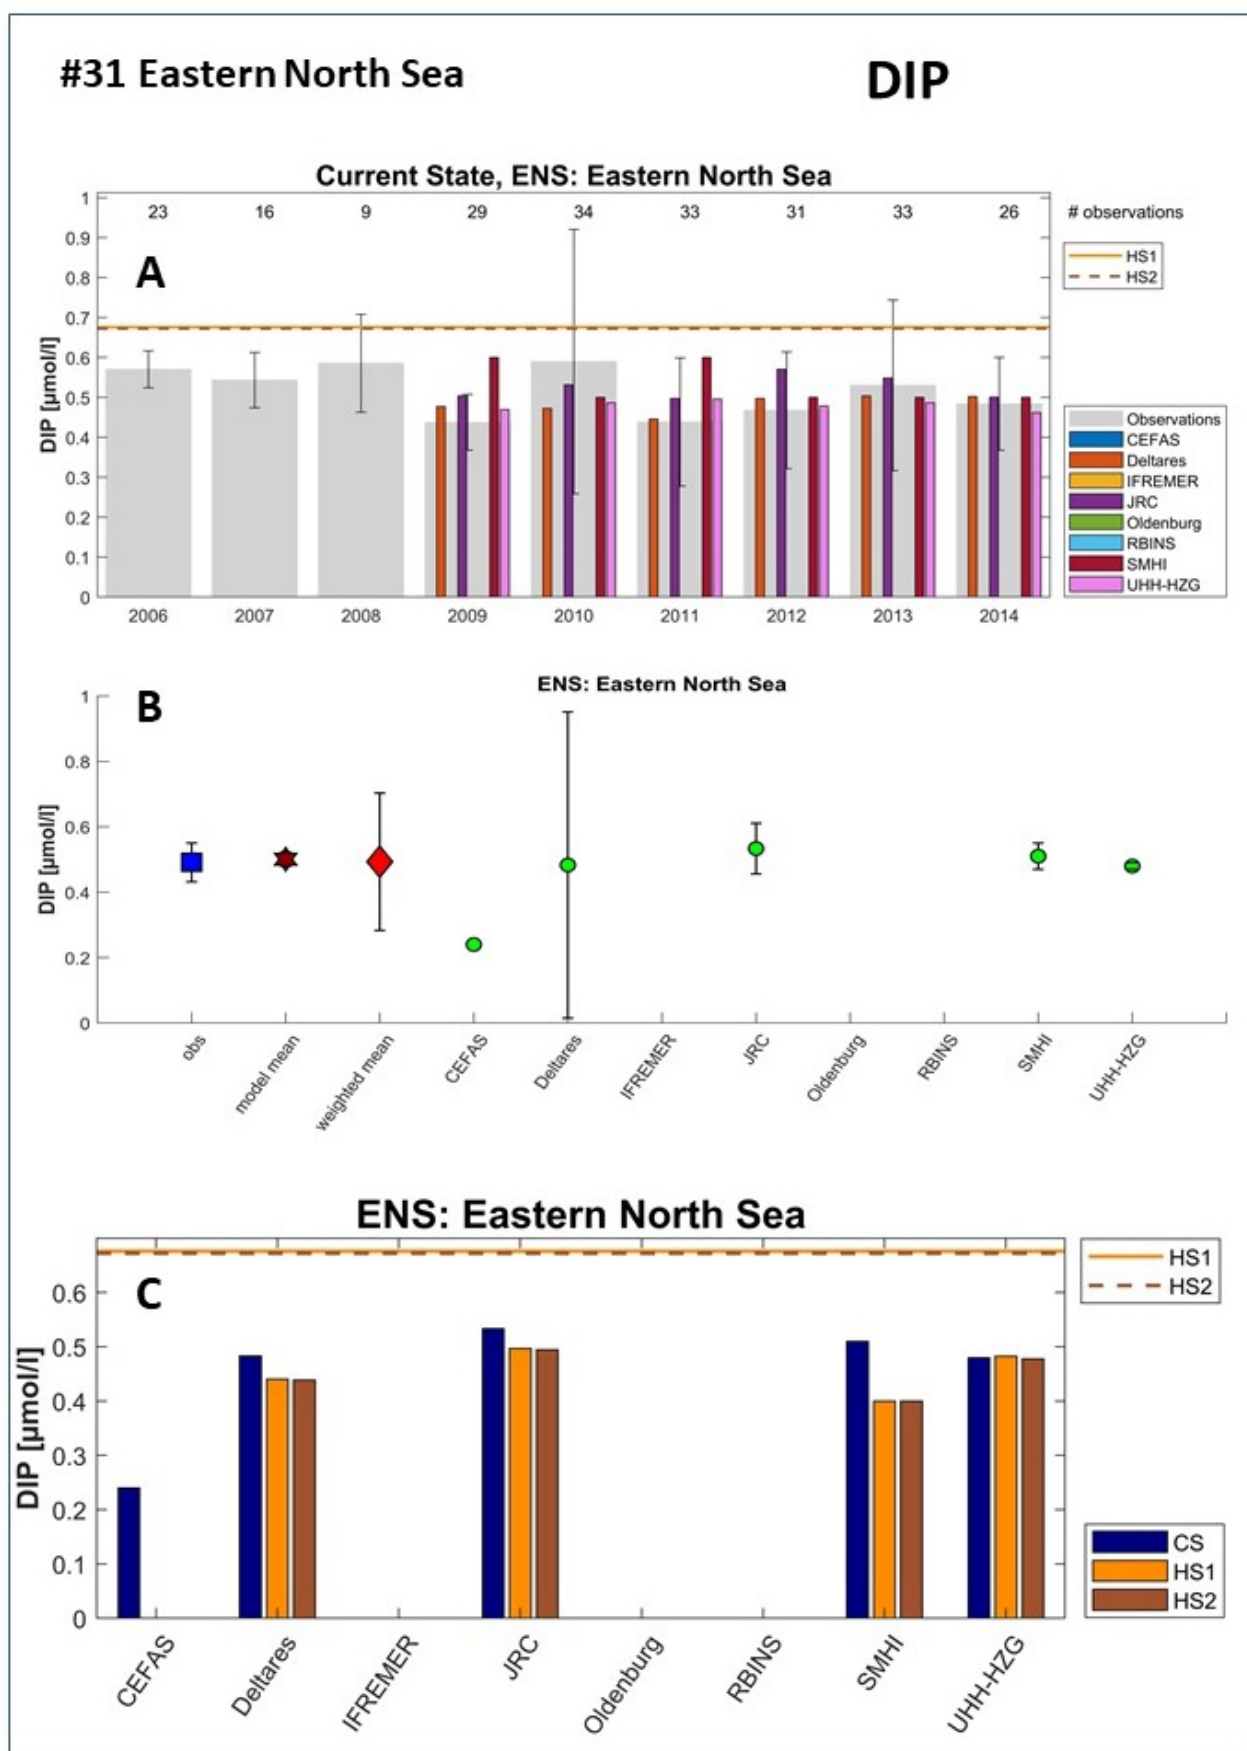 #31 Eastern North Sea
DIP
Current State, ENS: Eastern North Sea
23 16 9 29 34 33 31 33 26 # observations
A
HS1
HS2
DIP [µmol/l]
1
0.9
0.8
0.7
0.6
0.5
0.4
0.3
0.2
0.1
0
Observations
CEFAS
Deltares
IFREMER
JRC
Oldenburg
RBINS
SMHI
UHH-HZG
2006 2007 2008 2009 2010 2011 2012 2013 2014
ENS: Eastern North Sea
B
DIP [µmol/l]
1
0.8
0.6
0.4
0.2
0
obs
model mean
weighted mean
CEFAS
Deltares
IFREMER
JRC
Oldenburg
RBINS
SMHI
UHH-HZG
ENS: Eastern North Sea
C
HS1
HS2
DIP [µmol/l]
0.6
0.5
0.4
0.3
0.2
0.1
0
CS
HS1
HS2
CEFAS
Deltares
IFREMER
JRC
Oldenburg
RBINS
SMHI
UHH-HZG